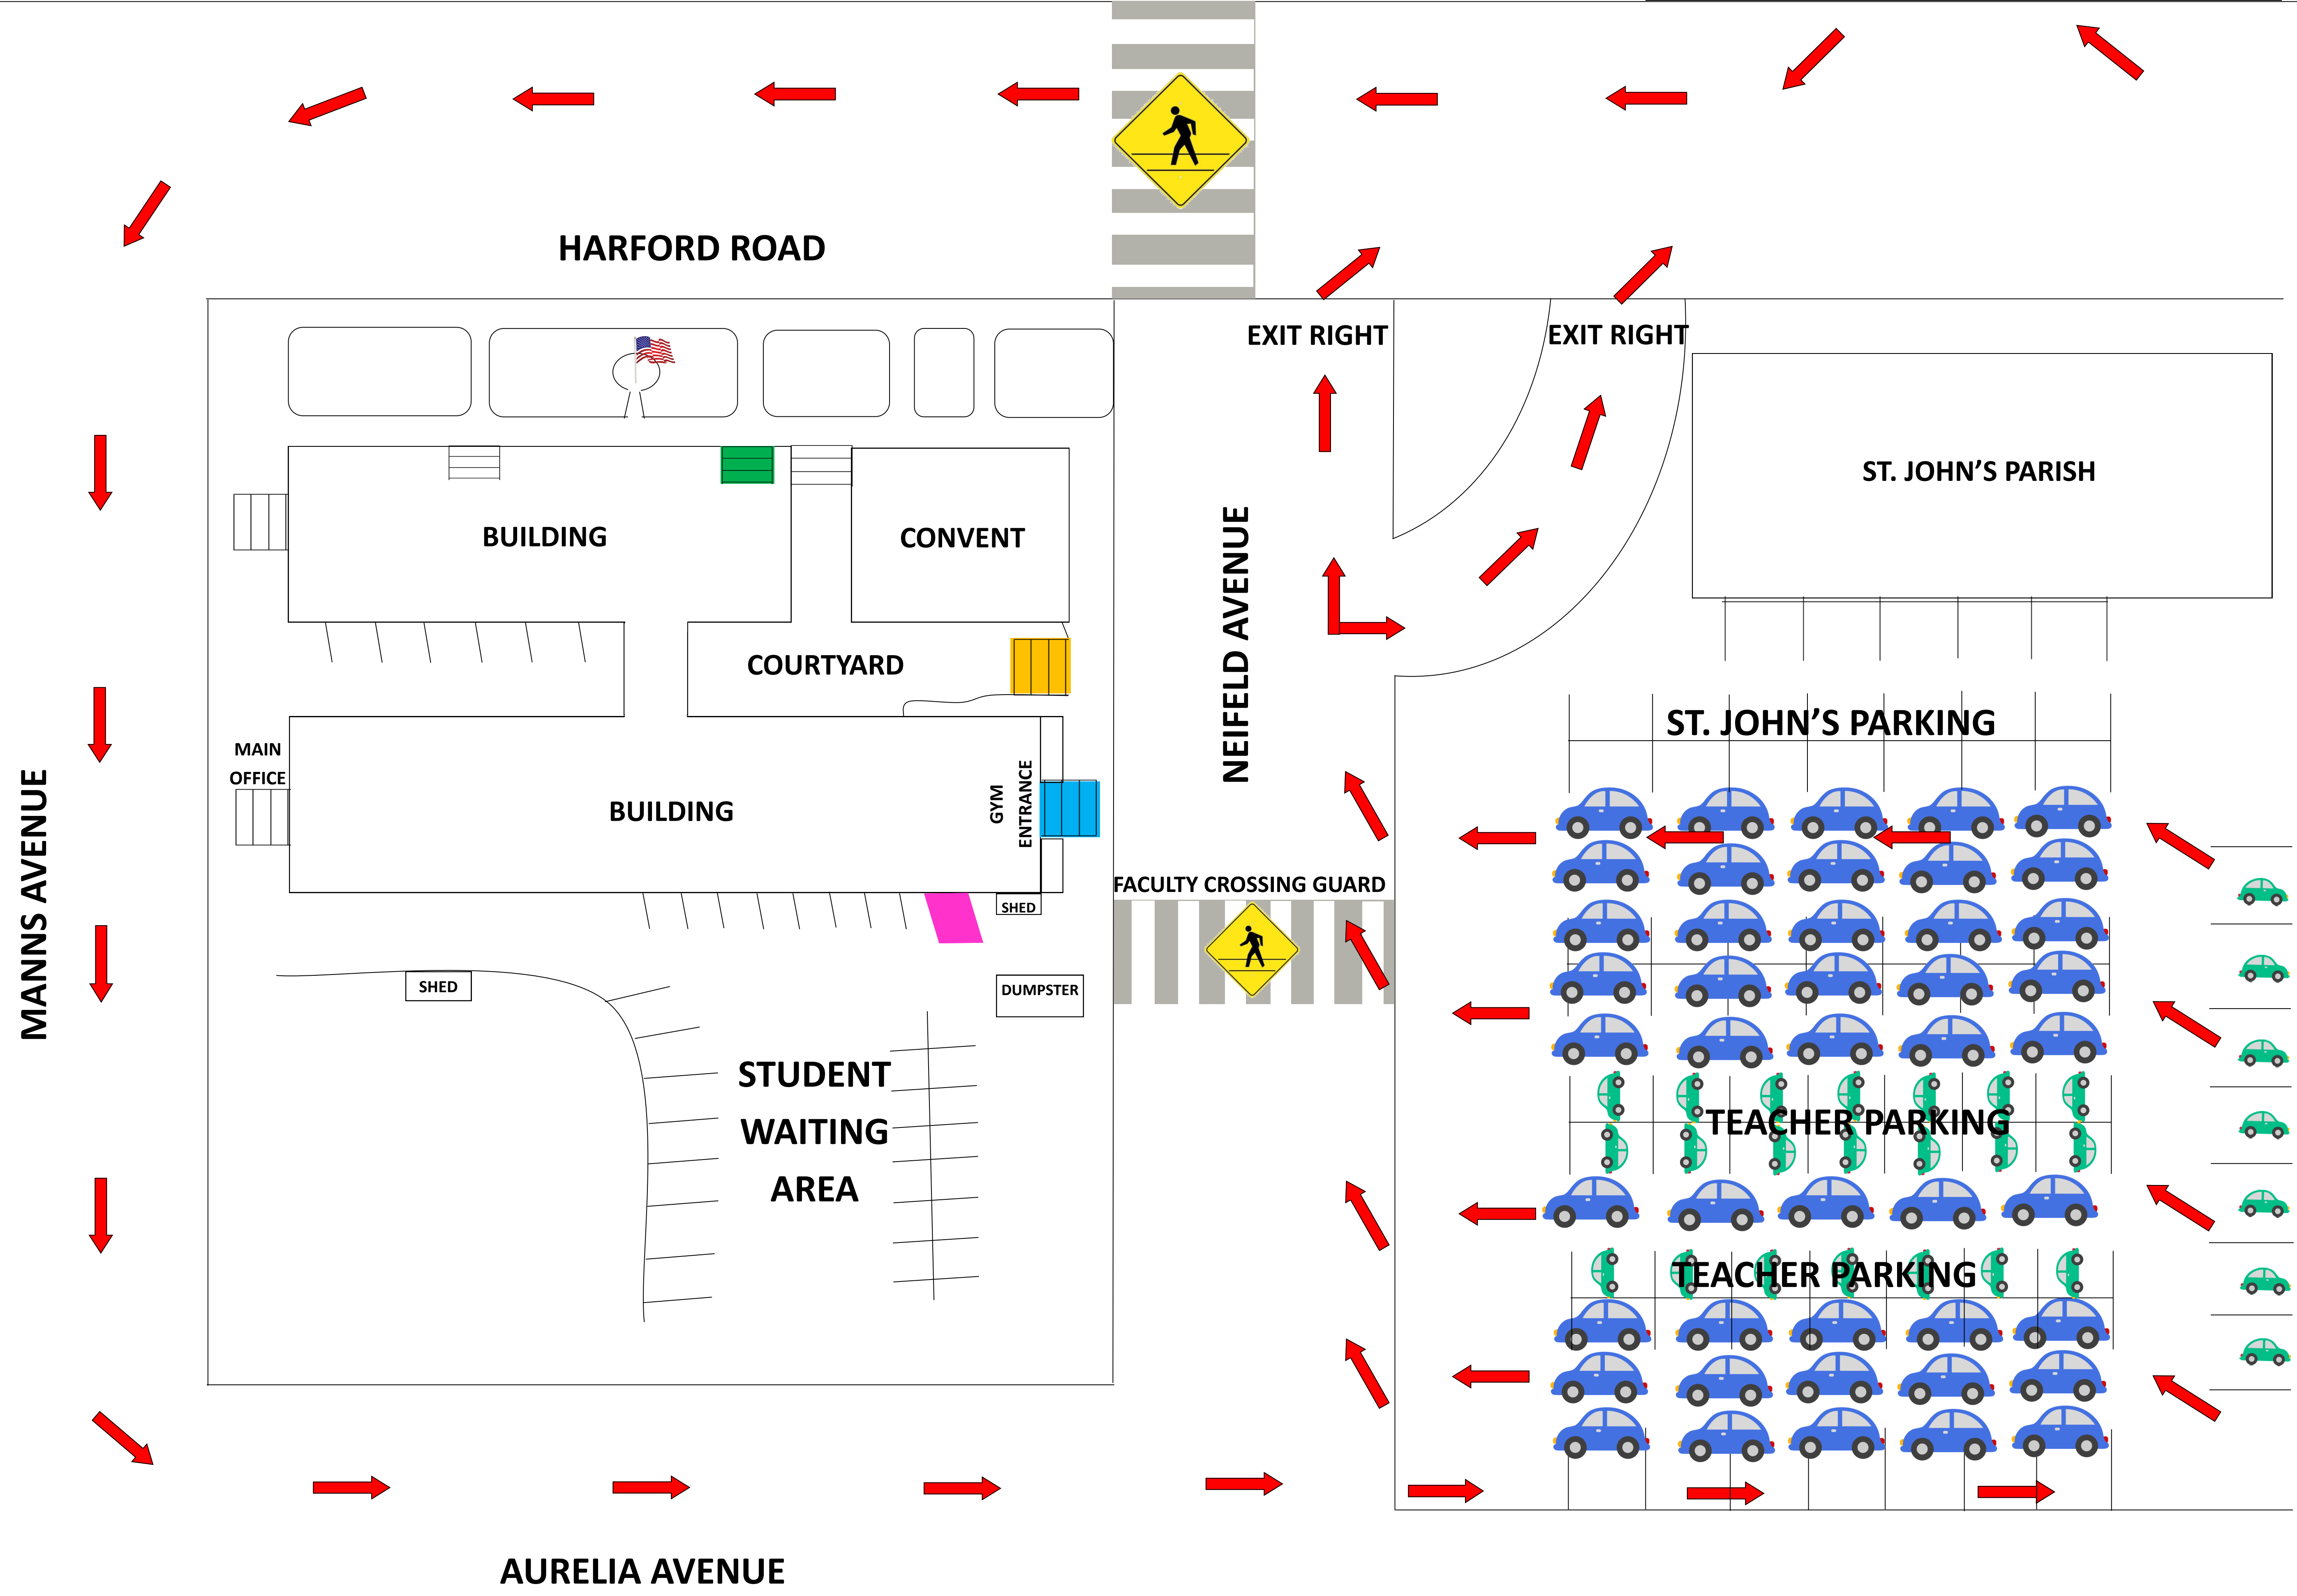 HARFORD ROAD
EXIT RIGHT
EXIT RIGHT
ST. JOHN’S PARISH
BUILDING
CONVENT
COURTYARD
NEIFELD AVENUE
ST. JOHN’S PARKING
MAIN
OFFICE
BUILDING
GYM
ENTRANCE
MANNS AVENUE
FACULTY CROSSING GUARD
SHED
SHED
DUMPSTER
STUDENT
WAITING
AREA
TEACHER PARKING
TEACHER PARKING
AURELIA AVENUE